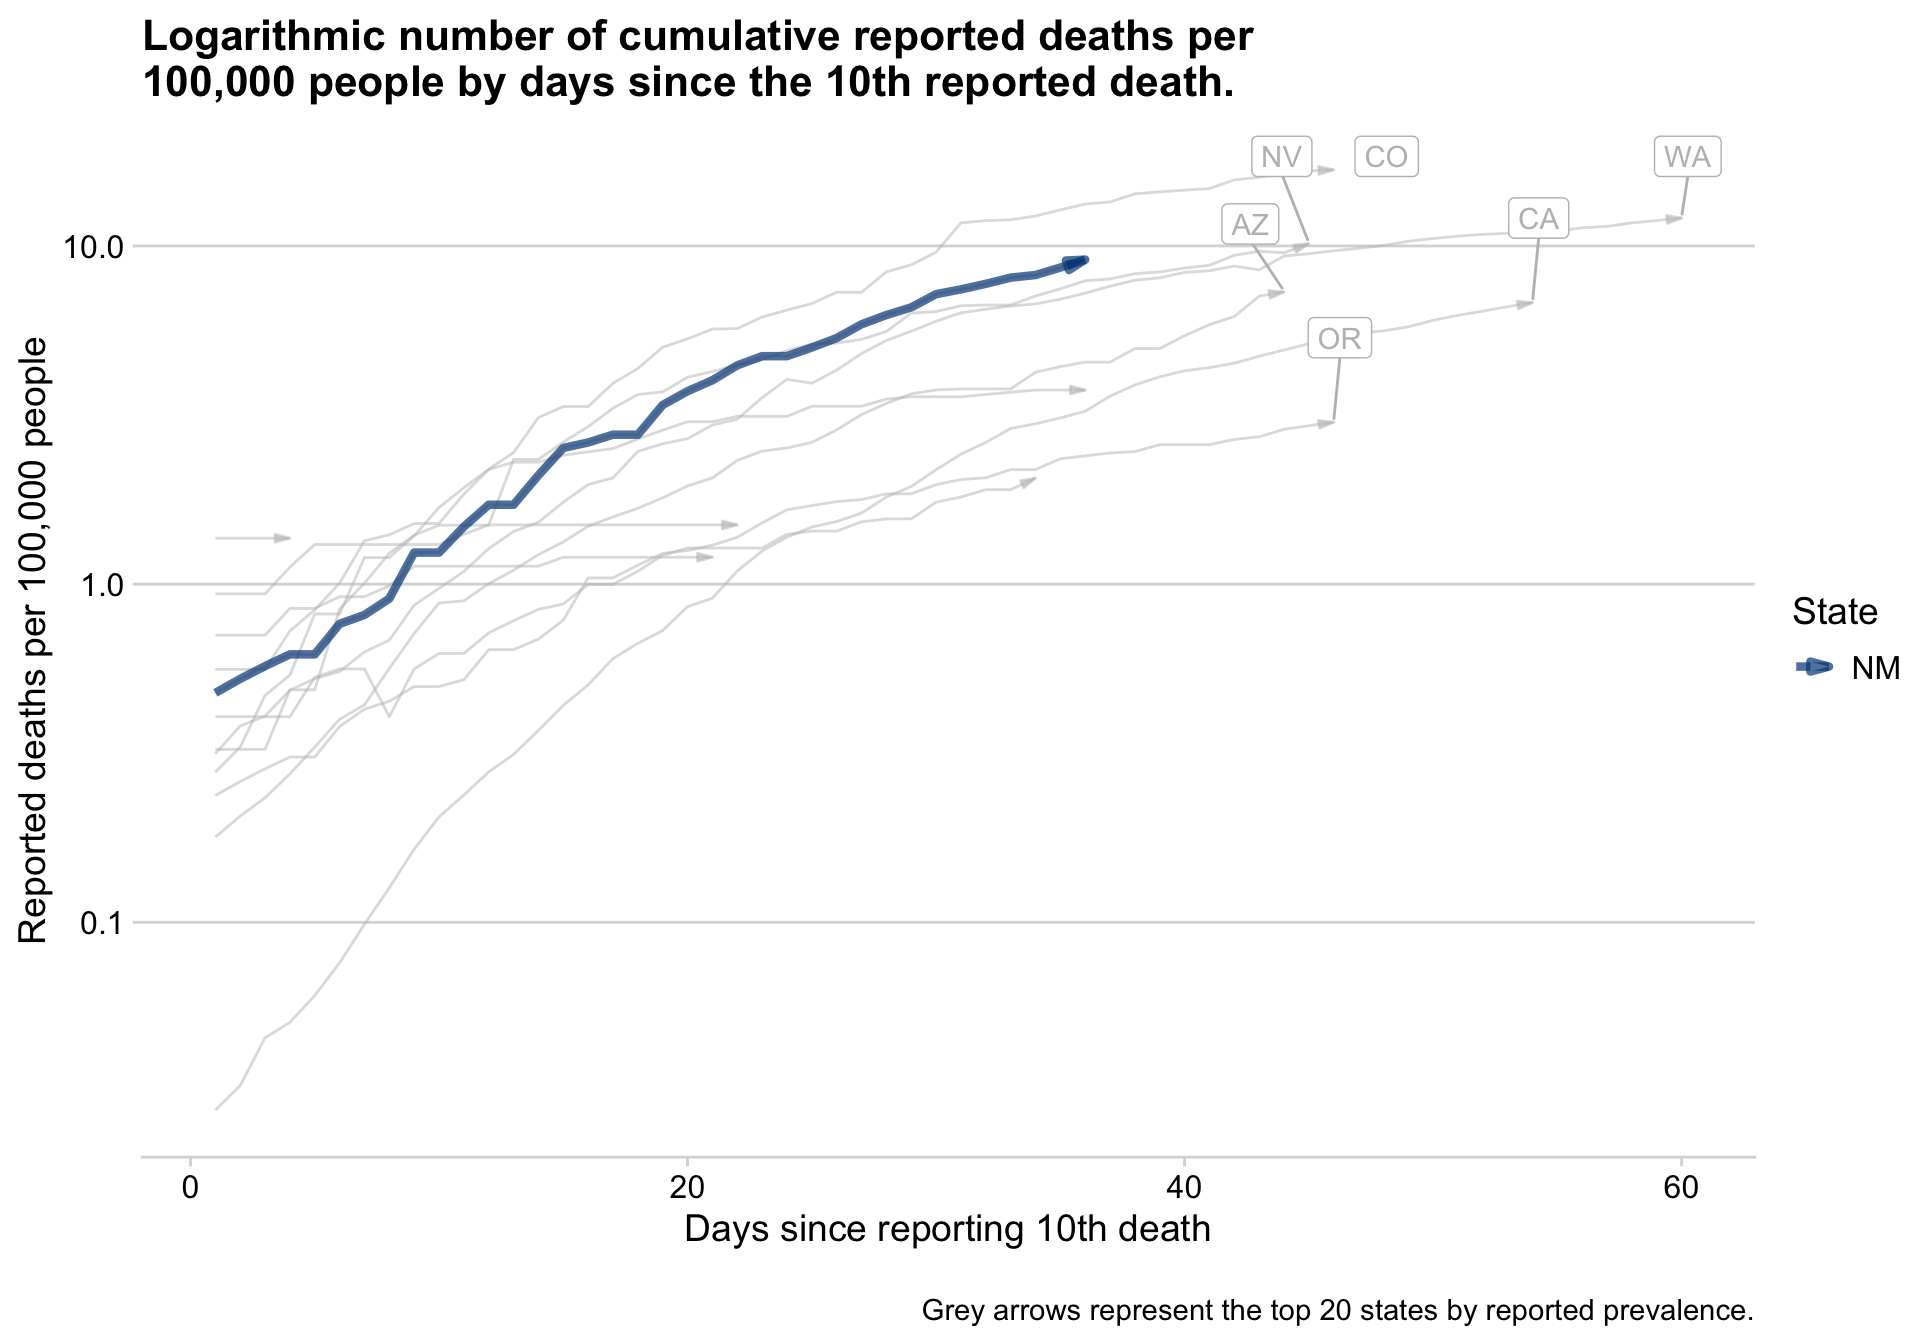 Logarithmic number of cumulative reported deaths per
100,000 people by days since the 10th reported death.
NV
CO
WA
AZ
CA
OR
10.0
1.0
0.1
Reported deaths per 100,000 people
State
NM
0
20
40
60
Days since reporting 10th death
Grey arrows represent the top 20 states by reported prevalence.